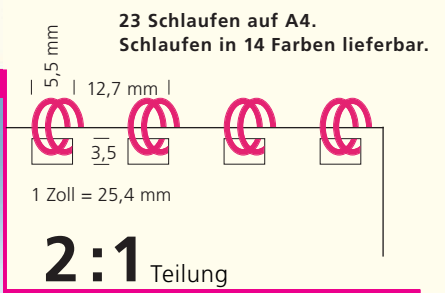 23 Schlaufen auf A4.
Schlaufen in 14 Farben lieferbar.
5,5 mm
12,7 mm
3,5
1 Zoll = 25,4 mm
2:1 Teilung